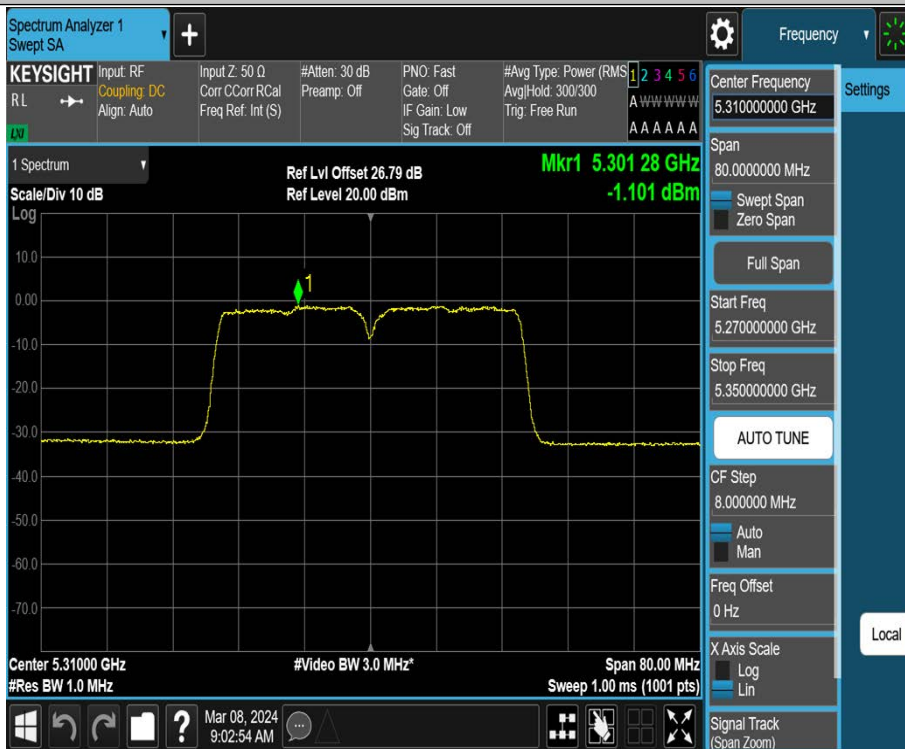 Spectrum Analyzer 1
Swept SA
Frequency
KEYSIGHT
RL
LXI
Input: RF
Coupling: DC
Align: Auto
Input Z: 50 Ω
Corr CCorr RCal
Freq Ref: Int (S)
#Atten: 30 dB
Preamp: Off
PNO: Fast
Gate: Off
IF Gain: Low
Sig Track: Off
#Avg Type: Power (RMS
Avg|Hold: 300/300
Trig: Free Run
1 2 3 4 5 6
A W W W W W
A A A A A A
1 Spectrum
Scale/Div 10 dB
Log
Ref Lvl Offset 26.79 dB
Ref Level 20.00 dBm
Mkr1 5.301 28 GHz
-1.101 dBm
10.0
0.00
-10.0
-20.0
-30.0
-40.0
-50.0
-60.0
-70.0
1
Center 5.31000 GHz
#Res BW 1.0 MHz
#Video BW 3.0 MHz*
Span 80.00 MHz
Sweep 1.00 ms (1001 pts)
Center Frequency
5.310000000 GHz
Span
80.0000000 MHz
Swept Span
Zero Span
Full Span
Start Freq
5.270000000 GHz
Stop Freq
5.350000000 GHz
AUTO TUNE
CF Step
8.000000 MHz
Auto
Man
Freq Offset
0 Hz
X Axis Scale
Log
Lin
Signal Track
(Span Zoom)
Settings
Local
?
Mar 08, 2024
9:02:54 AM